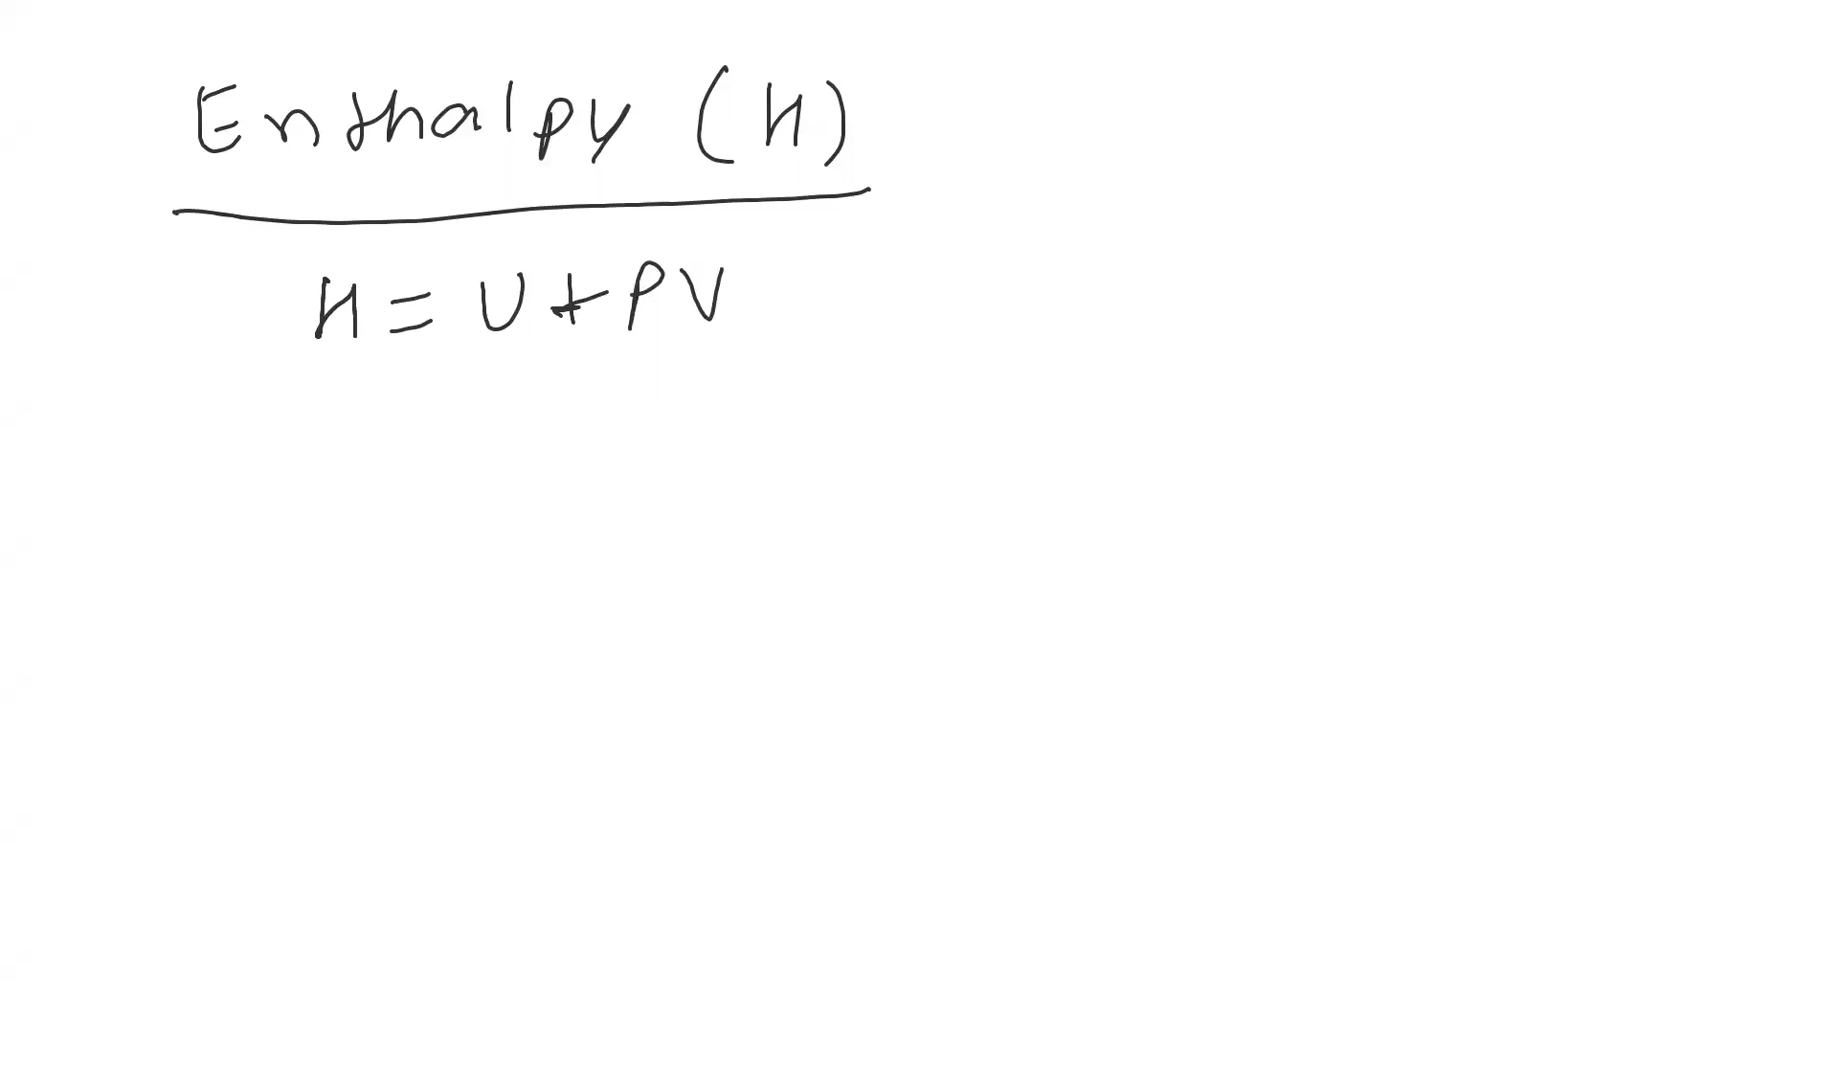 Enthalpy (H)
H = U + PV